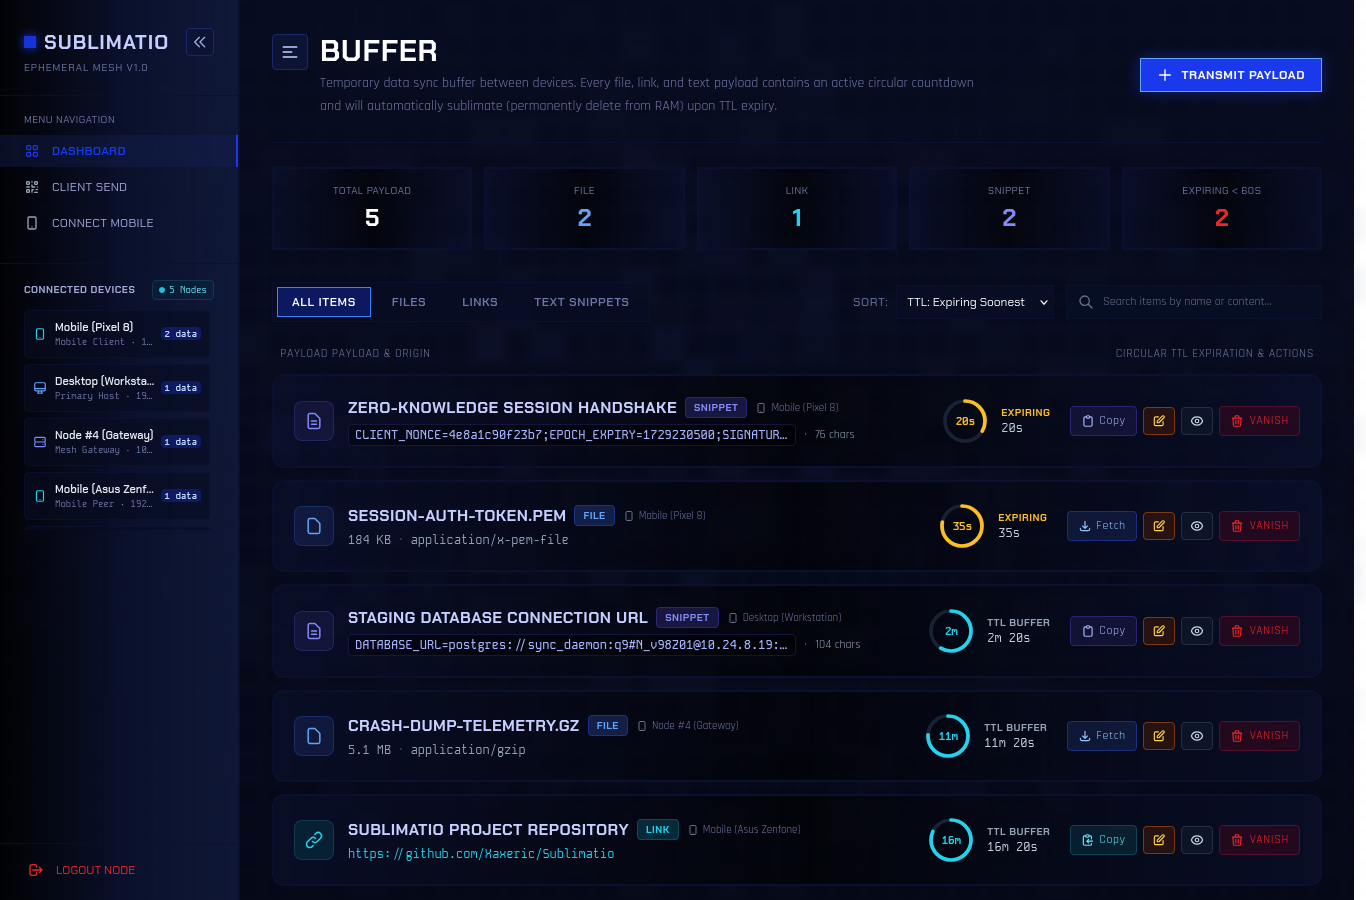 SUBLIMATIO
EPHEMERAL MESH V1.0
MENU NAVIGATION
DASHBOARD
CLIENT SEND
CONNECT MOBILE
CONNECTED DEVICES
5 Nodes
Mobile (Pixel 8)
Mobile Client · 1…
2 data
Desktop (Worksta…
Primary Host · 19…
1 data
Node #4 (Gateway)
Mesh Gateway · 10…
1 data
Mobile (Asus Zenf…
Mobile Peer · 192…
1 data
LOGOUT NODE
BUFFER
Temporary data sync buffer between devices. Every file, link, and text payload contains an active circular countdown
and will automatically sublimate (permanently delete from RAM) upon TTL expiry.
TRANSMIT PAYLOAD
TOTAL PAYLOAD
5
FILE
2
LINK
1
SNIPPET
2
EXPIRING < 60S
2
ALL ITEMS
FILES
LINKS
TEXT SNIPPETS
SORT:
TTL: Expiring Soonest
Search items by name or content...
PAYLOAD PAYLOAD & ORIGIN
CIRCULAR TTL EXPIRATION & ACTIONS
ZERO-KNOWLEDGE SESSION HANDSHAKE
SNIPPET
Mobile (Pixel 8)
CLIENT_NONCE=4e8a1c90f23b7;EPOCH_EXPIRY=1729230500;SIGNATUR…
· 76 chars
20s
EXPIRING
20s
Copy
VANISH
SESSION-AUTH-TOKEN.PEM
FILE
Mobile (Pixel 8)
184 KB · application/x-pem-file
35s
EXPIRING
35s
Fetch
VANISH
STAGING DATABASE CONNECTION URL
SNIPPET
Desktop (Workstation)
DATABASE_URL=postgres://sync_daemon:q9#N_v98201@10.24.8.19:…
· 104 chars
2m
TTL BUFFER
2m 20s
Copy
VANISH
CRASH-DUMP-TELEMETRY.GZ
FILE
Node #4 (Gateway)
5.1 MB · application/gzip
11m
TTL BUFFER
11m 20s
Fetch
VANISH
SUBLIMATIO PROJECT REPOSITORY
LINK
Mobile (Asus Zenfone)
https://github.com/Xaxeric/Sublimatio
16m
TTL BUFFER
16m 20s
Copy
VANISH